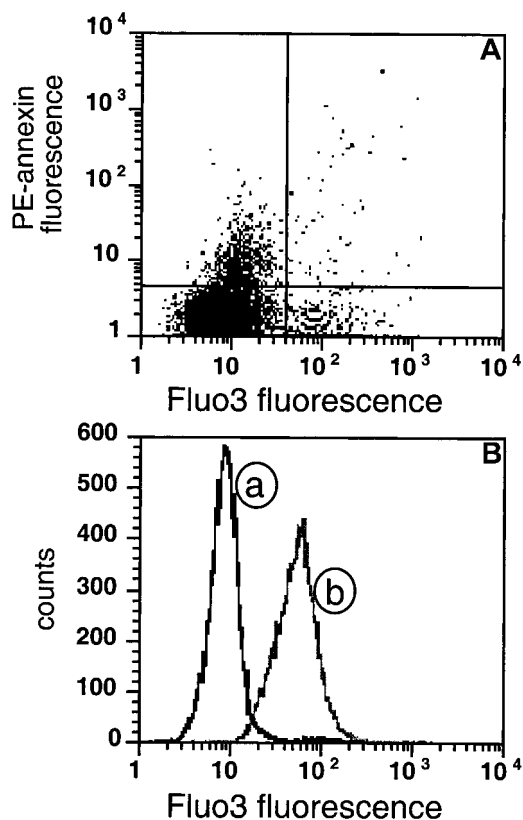 A
PE-annexin
fluorescence
10^4
10^3
10^2
10
1
1 10 10^2 10^3 10^4
Fluo3 fluorescence
B
counts
600
500
400
300
200
100
0
a
b
1 10 10^2 10^3 10^4
Fluo3 fluorescence